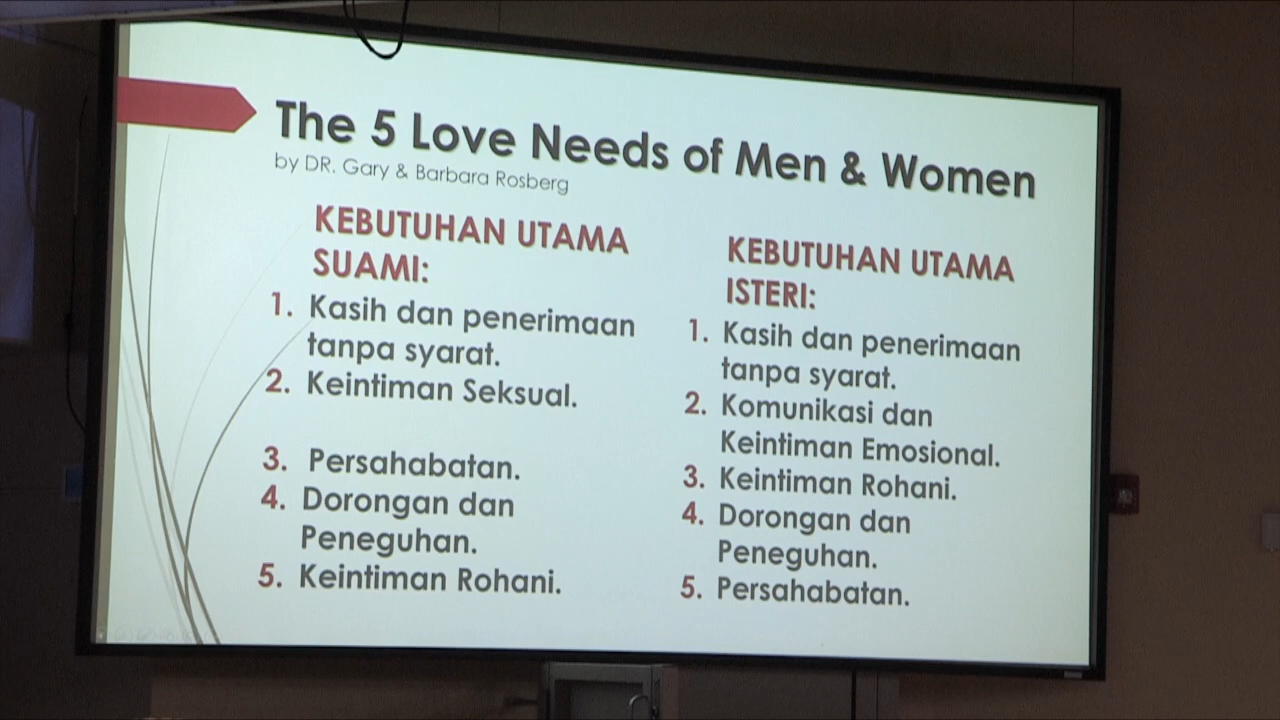 The 5 Love Needs of Men & Women
by DR. Gary & Barbara Rosberg
KEBUTUHAN UTAMA
SUAMI:
1. Kasih dan penerimaan
tanpa syarat.
2. Keintiman Seksual.
3. Persahabatan.
4. Dorongan dan
Peneguhan.
5. Keintiman Rohani.
KEBUTUHAN UTAMA
ISTERI:
1. Kasih dan penerimaan
tanpa syarat.
2. Komunikasi dan
Keintiman Emosional.
3. Keintiman Rohani.
4. Dorongan dan
Peneguhan.
5. Persahabatan.